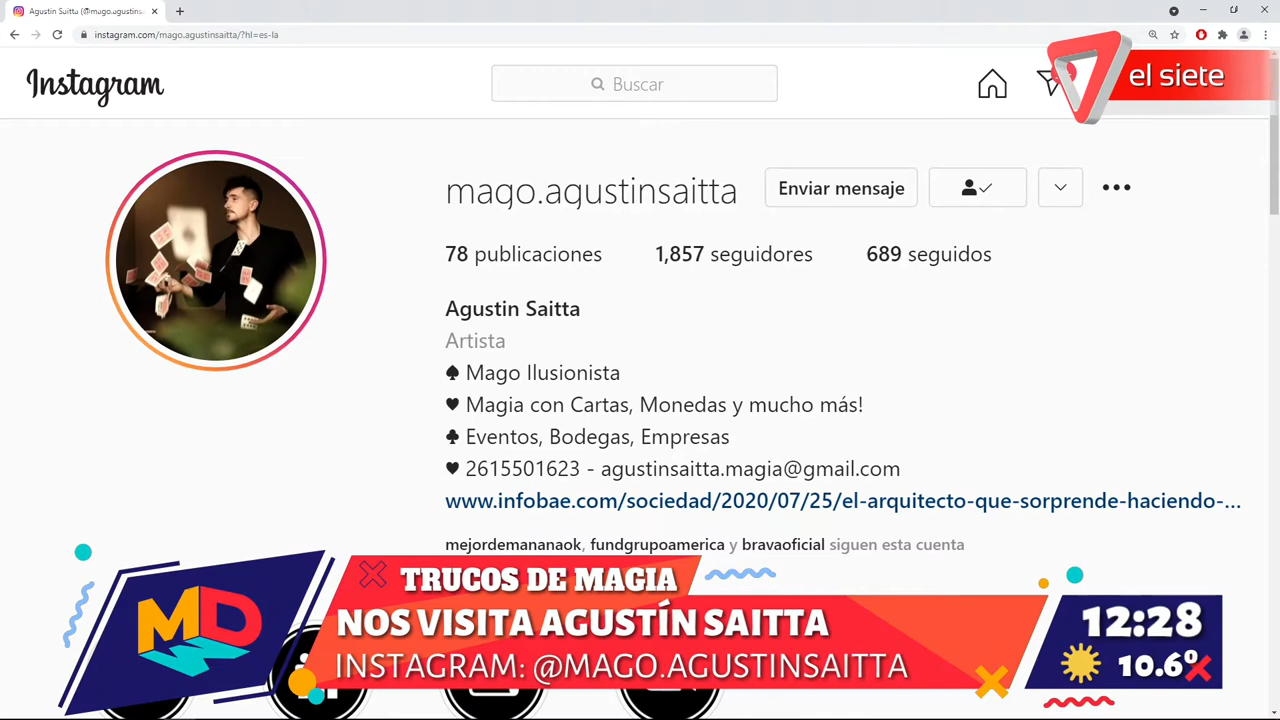 Agustin Saitta (@mago.agustins
instagram.com/mago.agustinsaitta/?hl=es-la
Instagram
Buscar
el siete
mago.agustinsaitta
Enviar mensaje
78 publicaciones
1,857 seguidores
689 seguidos
Agustin Saitta
Artista
♠ Mago Ilusionista
♥ Magia con Cartas, Monedas y mucho más!
♣ Eventos, Bodegas, Empresas
♥ 2615501623 - agustinsaitta.magia@gmail.com
www.infobae.com/sociedad/2020/07/25/el-arquitecto-que-sorprende-haciendo-...
mejordemananaok, fundgrupoamerica y bravaoficial siguen esta cuenta
MD
TRUCOS DE MAGIA
NOS VISITA AGUSTÍN SAITTA
INSTAGRAM: @MAGO.AGUSTINSAITTA
12:28
10.6º